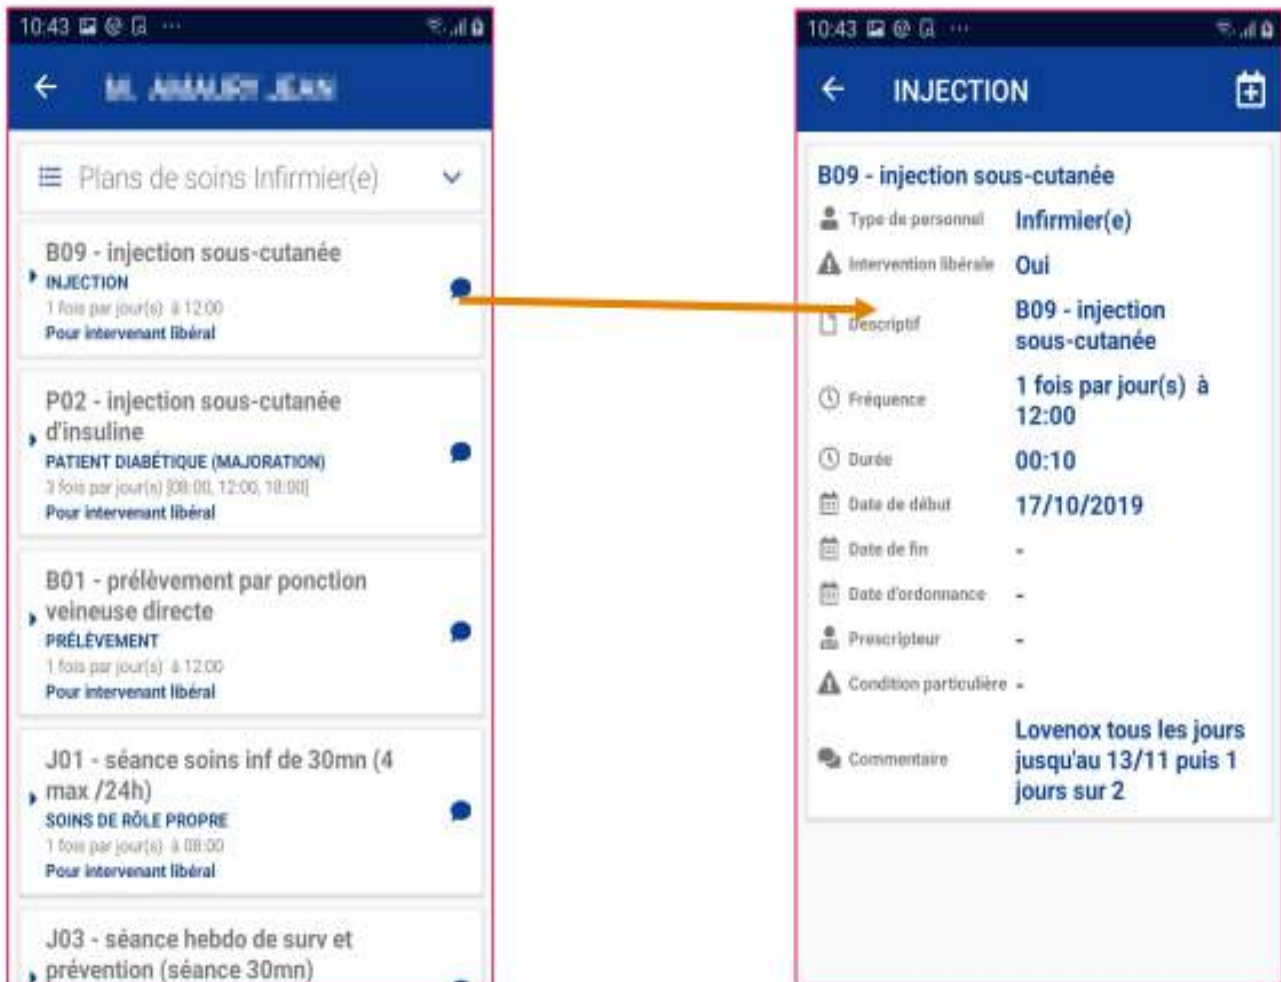 10:43
←
Plans de soins Infirmier(e)
B09 - injection sous-cutanée
INJECTION
1 fois par jour(s) à 12:00
Pour intervenant libéral
P02 - injection sous-cutanée
d'insuline
PATIENT DIABÉTIQUE (MAJORATION)
3 fois par jour(s) [08:00, 12:00, 18:00]
Pour intervenant libéral
B01 - prélèvement par ponction
veineuse directe
PRÉLÈVEMENT
1 fois par jour(s) à 12:00
Pour intervenant libéral
J01 - séance soins inf de 30mn (4
max /24h)
SOINS DE RÔLE PROPRE
1 fois par jour(s) à 08:00
Pour intervenant libéral
J03 - séance hebdo de surv et
prévention (séance 30mn)
10:43
← INJECTION
B09 - injection sous-cutanée
Type de personnel Infirmier(e)
Intervention libérale Oui
Descriptif B09 - injection
sous-cutanée
Fréquence 1 fois par jour(s) à
12:00
Durée 00:10
Date de début 17/10/2019
Date de fin -
Date d'ordonnance -
Prescripteur -
Condition particulière -
Commentaire Lovenox tous les jours
jusqu'au 13/11 puis 1
jours sur 2